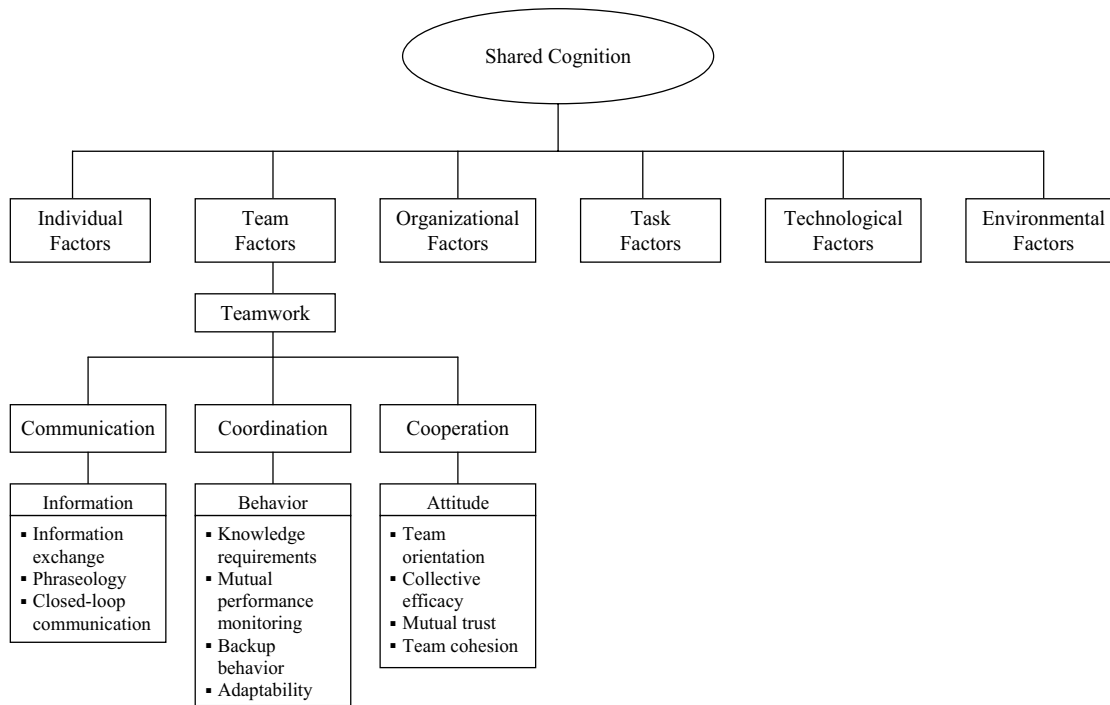 Shared Cognition
Individual
Factors
Team
Factors
Organizational
Factors
Task
Factors
Technological
Factors
Environmental
Factors
Teamwork
Communication
Coordination
Cooperation
Information
▪ Information
exchange
▪ Phraseology
▪ Closed-loop
communication
Behavior
▪ Knowledge
requirements
▪ Mutual
performance
monitoring
▪ Backup
behavior
▪ Adaptability
Attitude
▪ Team
orientation
▪ Collective
efficacy
▪ Mutual trust
▪ Team cohesion